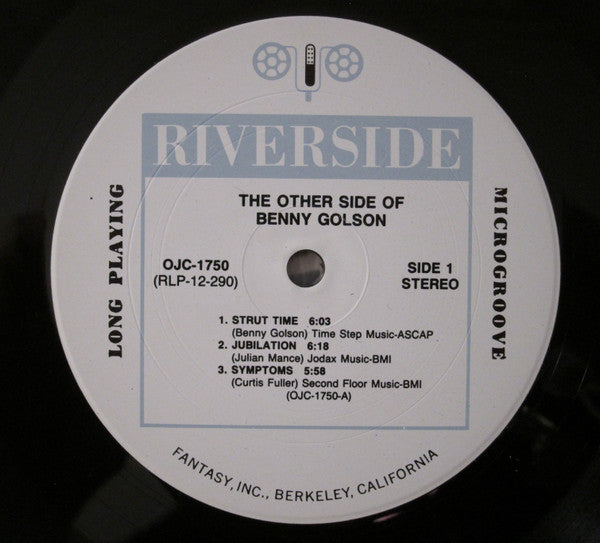 RIVERSIDE
THE OTHER SIDE OF
BENNY GOLSON
LONG PLAYING
MICROGROOVE
OJC-1750
(RLP-12-290)
SIDE 1
STEREO
1. STRUT TIME 6:03
(Benny Golson) Time Step Music-ASCAP
2. JUBILATION 6:18
(Julian Mance) Jodax Music-BMI
3. SYMPTOMS 5:58
(Curtis Fuller) Second Floor Music-BMI
(OJC-1750-A)
FANTASY, INC., BERKELEY, CALIFORNIA